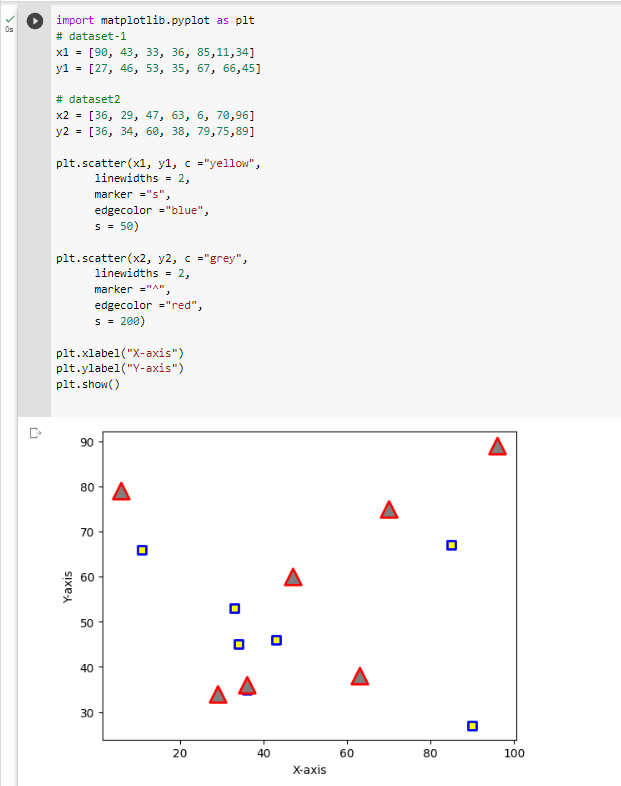 import matplotlib.pyplot as plt
0s
# dataset-1
x1 = [90, 43, 33, 36, 85,11,34]
y1 = [27, 46, 53, 35, 67, 66,45]
# dataset2
x2 = [36, 29, 47, 63, 6, 70,96]
y2 = [36, 34, 60, 38, 79,75,89]
plt.scatter(x1, y1, c ="yellow",
linewidths = 2,
marker ="s",
edgecolor ="blue",
s = 50)
plt.scatter(x2, y2, c ="grey",
linewidths = 2,
marker ="^",
edgecolor ="red",
s = 200)
plt.xlabel("X-axis")
plt.ylabel("Y-axis")
plt.show()
90
80
70
60
50
40
30
Y-axis
20 40 60 80 100
X-axis